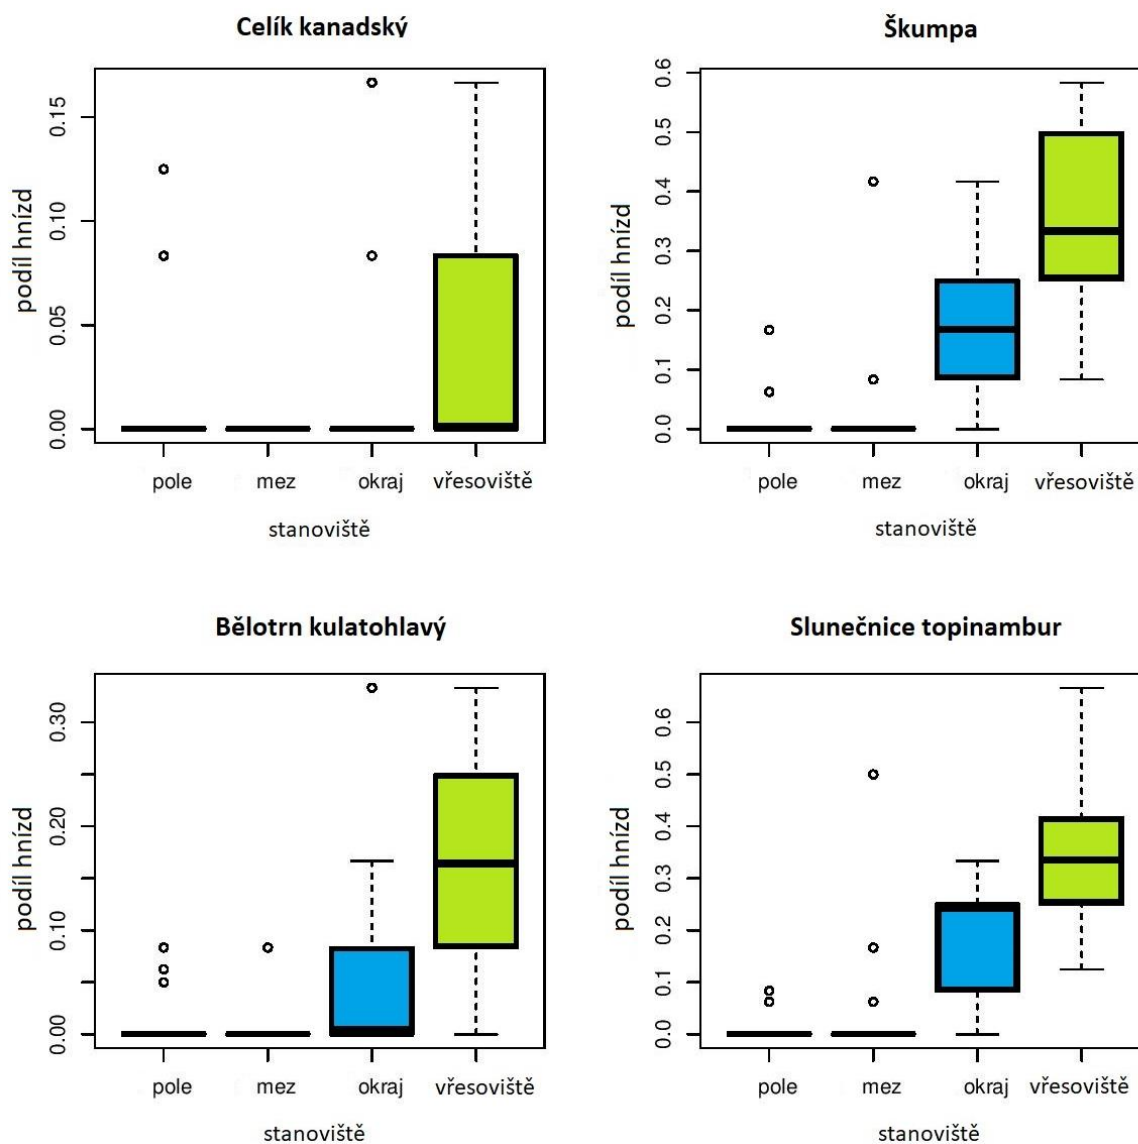 Celík kanadský
podíl hnízd
0.15
0.10
0.05
0.00
pole mez okraj vřesoviště
stanoviště
Škumpa
podíl hnízd
0.6
0.5
0.4
0.3
0.2
0.1
0.0
pole mez okraj vřesoviště
stanoviště
Bělotrn kulatohlavý
podíl hnízd
0.30
0.20
0.10
0.00
pole mez okraj vřesoviště
stanoviště
Slunečnice topinambur
podíl hnízd
0.6
0.5
0.4
0.3
0.2
0.1
0.0
pole mez okraj vřesoviště
stanoviště